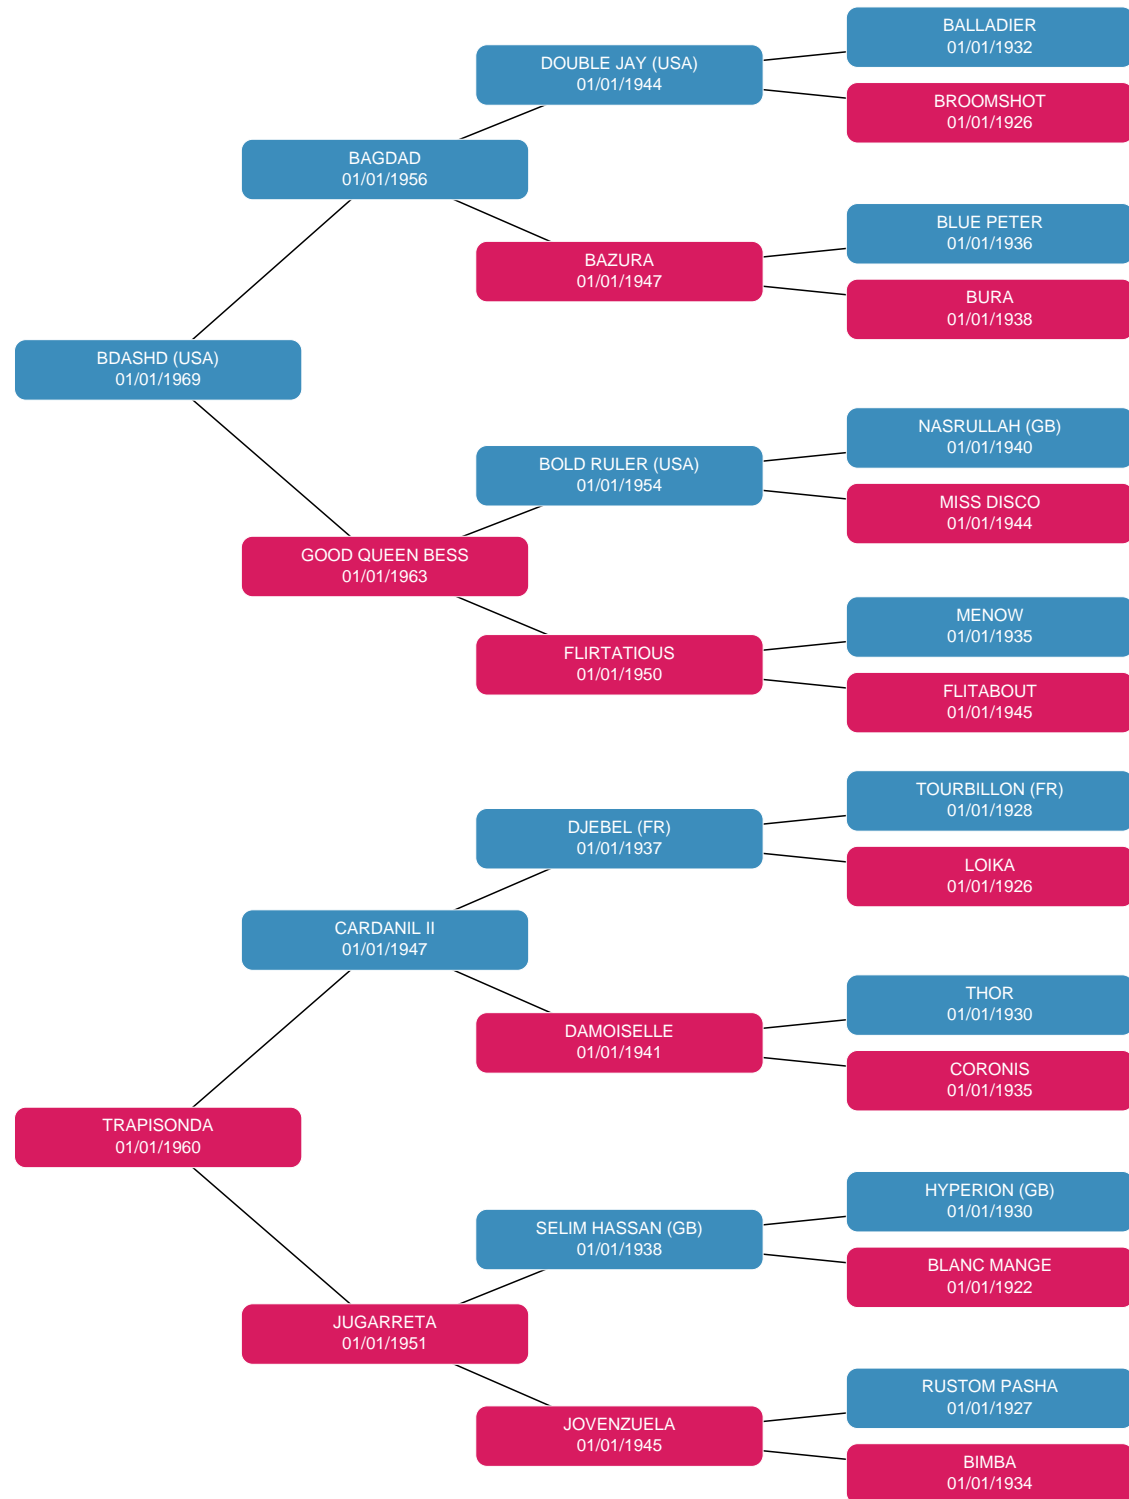 BALLADIER
01/01/1932
DOUBLE JAY (USA)
01/01/1944
BROOMSHOT
01/01/1926
BAGDAD
01/01/1956
BLUE PETER
01/01/1936
BAZURA
01/01/1947
BURA
01/01/1938
BDASHD (USA)
01/01/1969
NASRULLAH (GB)
01/01/1940
BOLD RULER (USA)
01/01/1954
MISS DISCO
01/01/1944
GOOD QUEEN BESS
01/01/1963
MENOW
01/01/1935
FLIRTATIOUS
01/01/1950
FLITABOUT
01/01/1945
TOURBILLON (FR)
01/01/1928
DJEBEL (FR)
01/01/1937
LOIKA
01/01/1926
CARDANIL II
01/01/1947
THOR
01/01/1930
DAMOISELLE
01/01/1941
CORONIS
01/01/1935
TRAPISONDA
01/01/1960
HYPERION (GB)
01/01/1930
SELIM HASSAN (GB)
01/01/1938
BLANC MANGE
01/01/1922
JUGARRETA
01/01/1951
RUSTOM PASHA
01/01/1927
JOVENZUELA
01/01/1945
BIMBA
01/01/1934